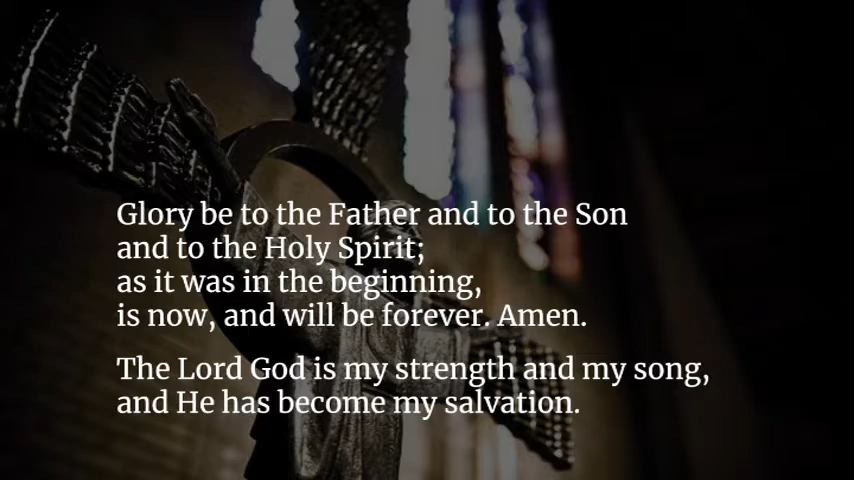 Glory be to the Father and to the Son
and to the Holy Spirit;
as it was in the beginning,
is now, and will be forever. Amen.
The Lord God is my strength and my song,
and He has become my salvation.